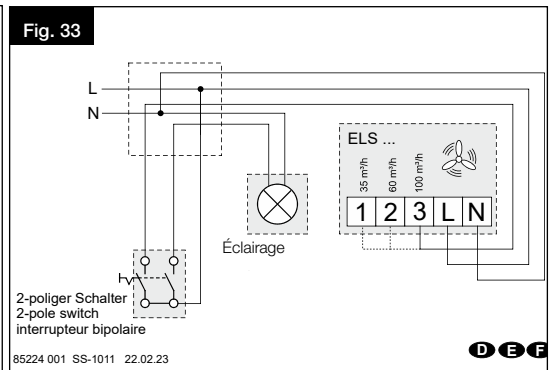 Fig. 33
L
N
ELS ...
35 m³/h
60 m³/h
100 m³/h
1 2 3 L N
Éclairage
2-poliger Schalter
2-pole switch
interrupteur bipolaire
85224 001 SS-1011 22.02.23
D E F